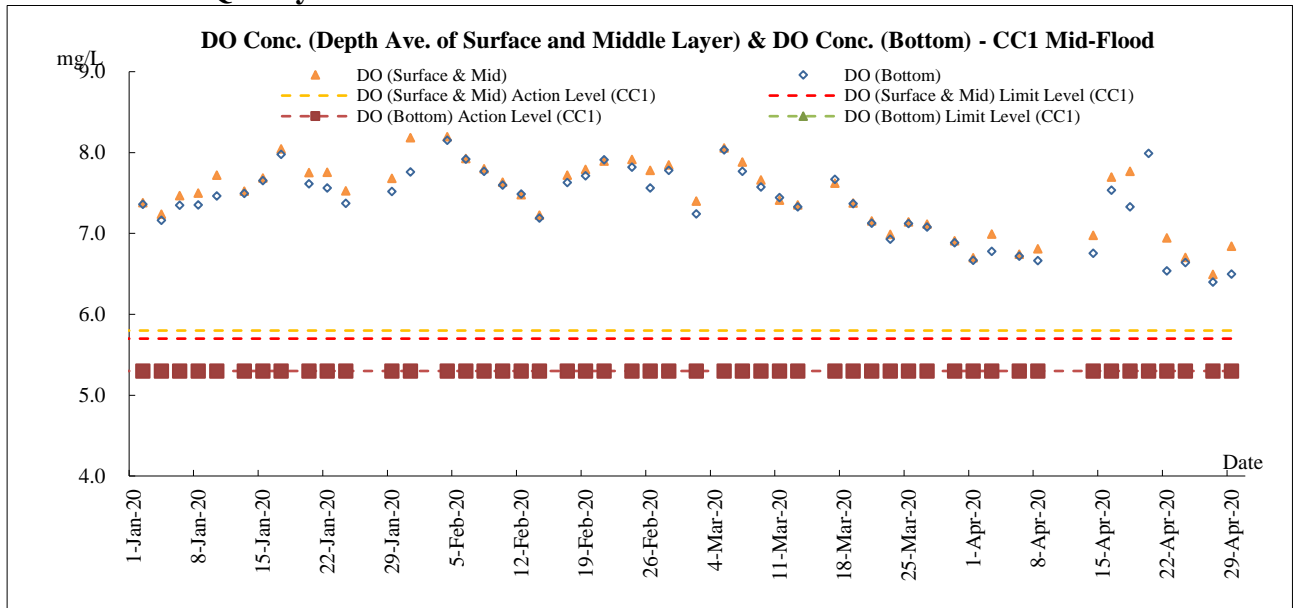 DO Conc. (Depth Ave. of Surface and Middle Layer) & DO Conc. (Bottom) - CC1 Mid-Flood
mg/L
DO (Surface & Mid)
DO (Bottom)
DO (Surface & Mid) Action Level (CC1)
DO (Surface & Mid) Limit Level (CC1)
DO (Bottom) Action Level (CC1)
DO (Bottom) Limit Level (CC1)
9.0
8.0
7.0
6.0
5.0
4.0
Date
1-Jan-20
8-Jan-20
15-Jan-20
22-Jan-20
29-Jan-20
5-Feb-20
12-Feb-20
19-Feb-20
26-Feb-20
4-Mar-20
11-Mar-20
18-Mar-20
25-Mar-20
1-Apr-20
8-Apr-20
15-Apr-20
22-Apr-20
29-Apr-20